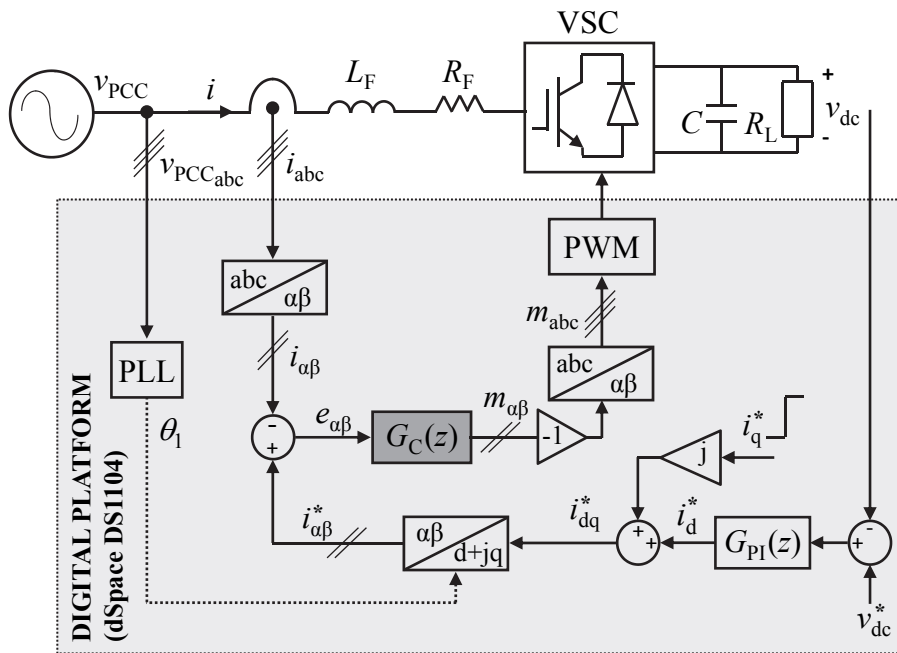 VSC
v_PCC
i
L_F
R_F
C
R_L
+
v_dc
-
v_PCC_abc
i_abc
PWM
abc
αβ
m_abc
i_αβ
abc
αβ
PLL
θ_1
-
+
e_αβ
G_C(z)
m_αβ
-1
j
i_q^*
i_αβ^*
αβ
d+jq
i_dq^*
+
+
i_d^*
G_PI(z)
-
+
v_dc^*
DIGITAL PLATFORM
(dSpace DS1104)